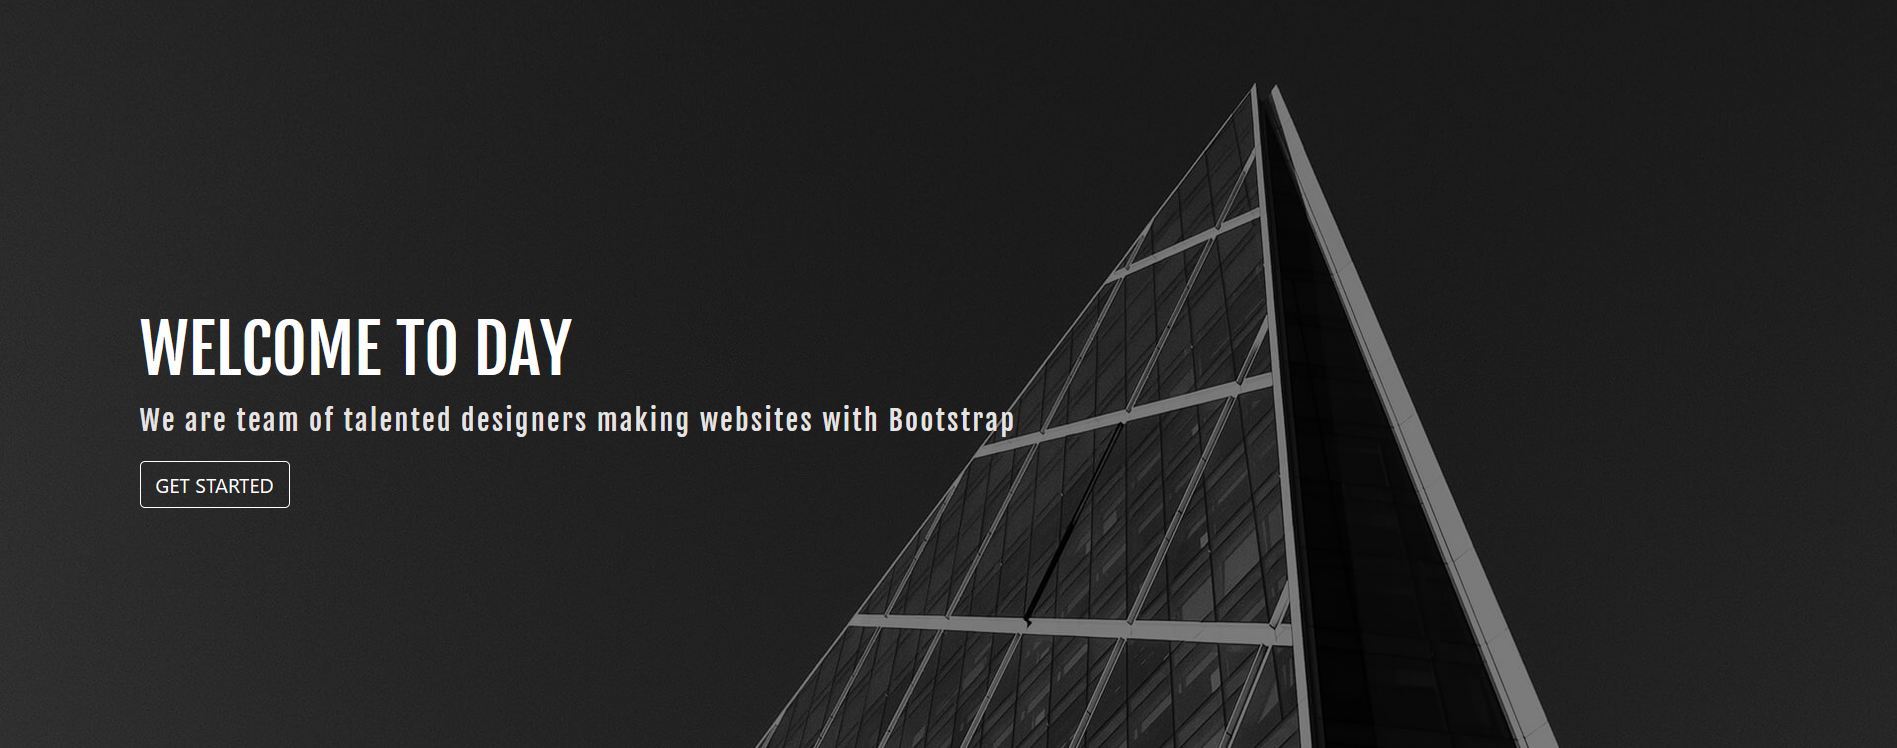 WELCOME TO DAY
We are team of talented designers making websites with Bootstrap
GET STARTED